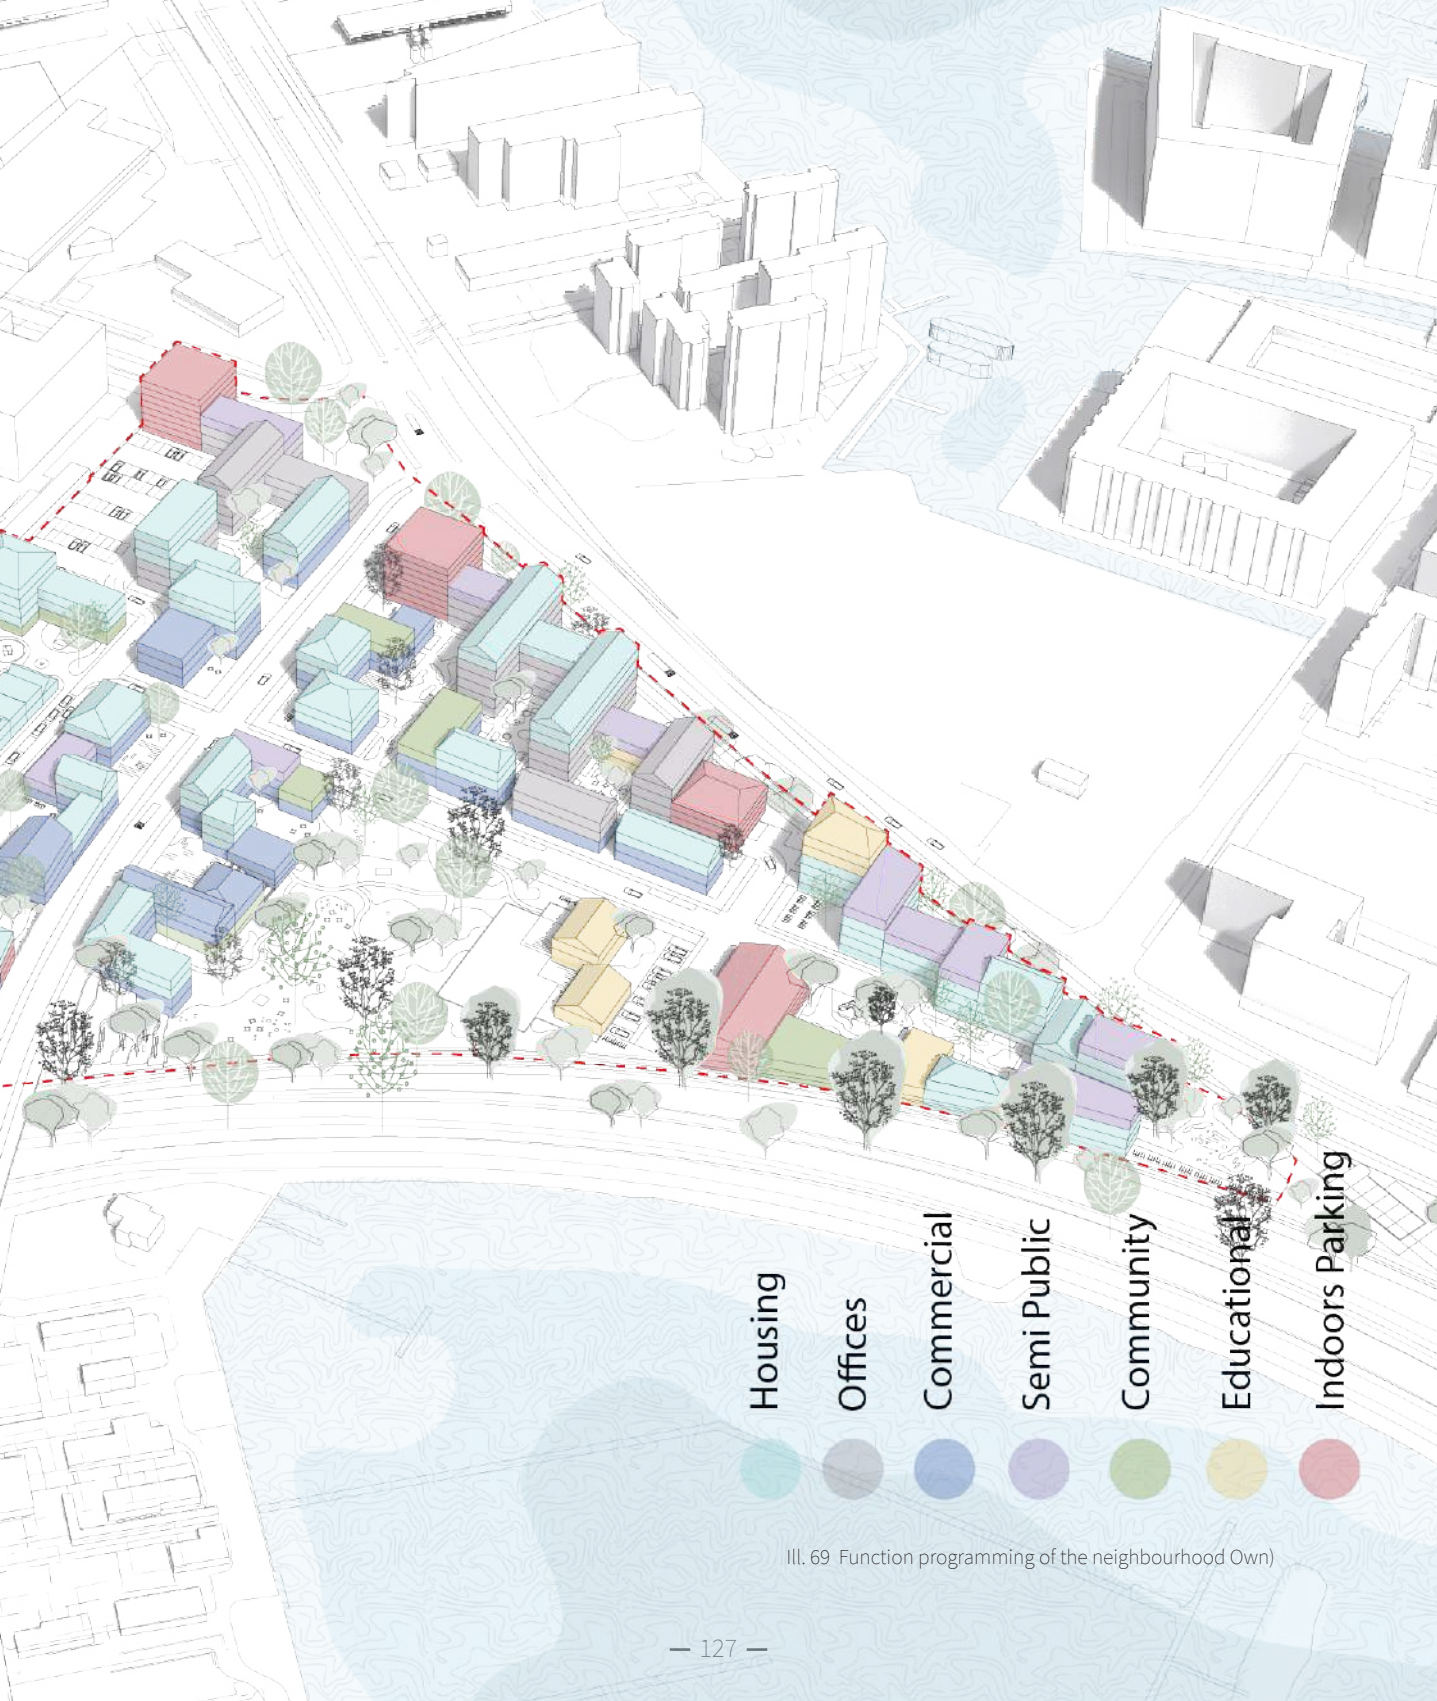 Housing
Offices
Commercial
Semi Public
Community
Educational
Indoors Parking
Ill. 69 Function programming of the neighbourhood Own)
— 127 —